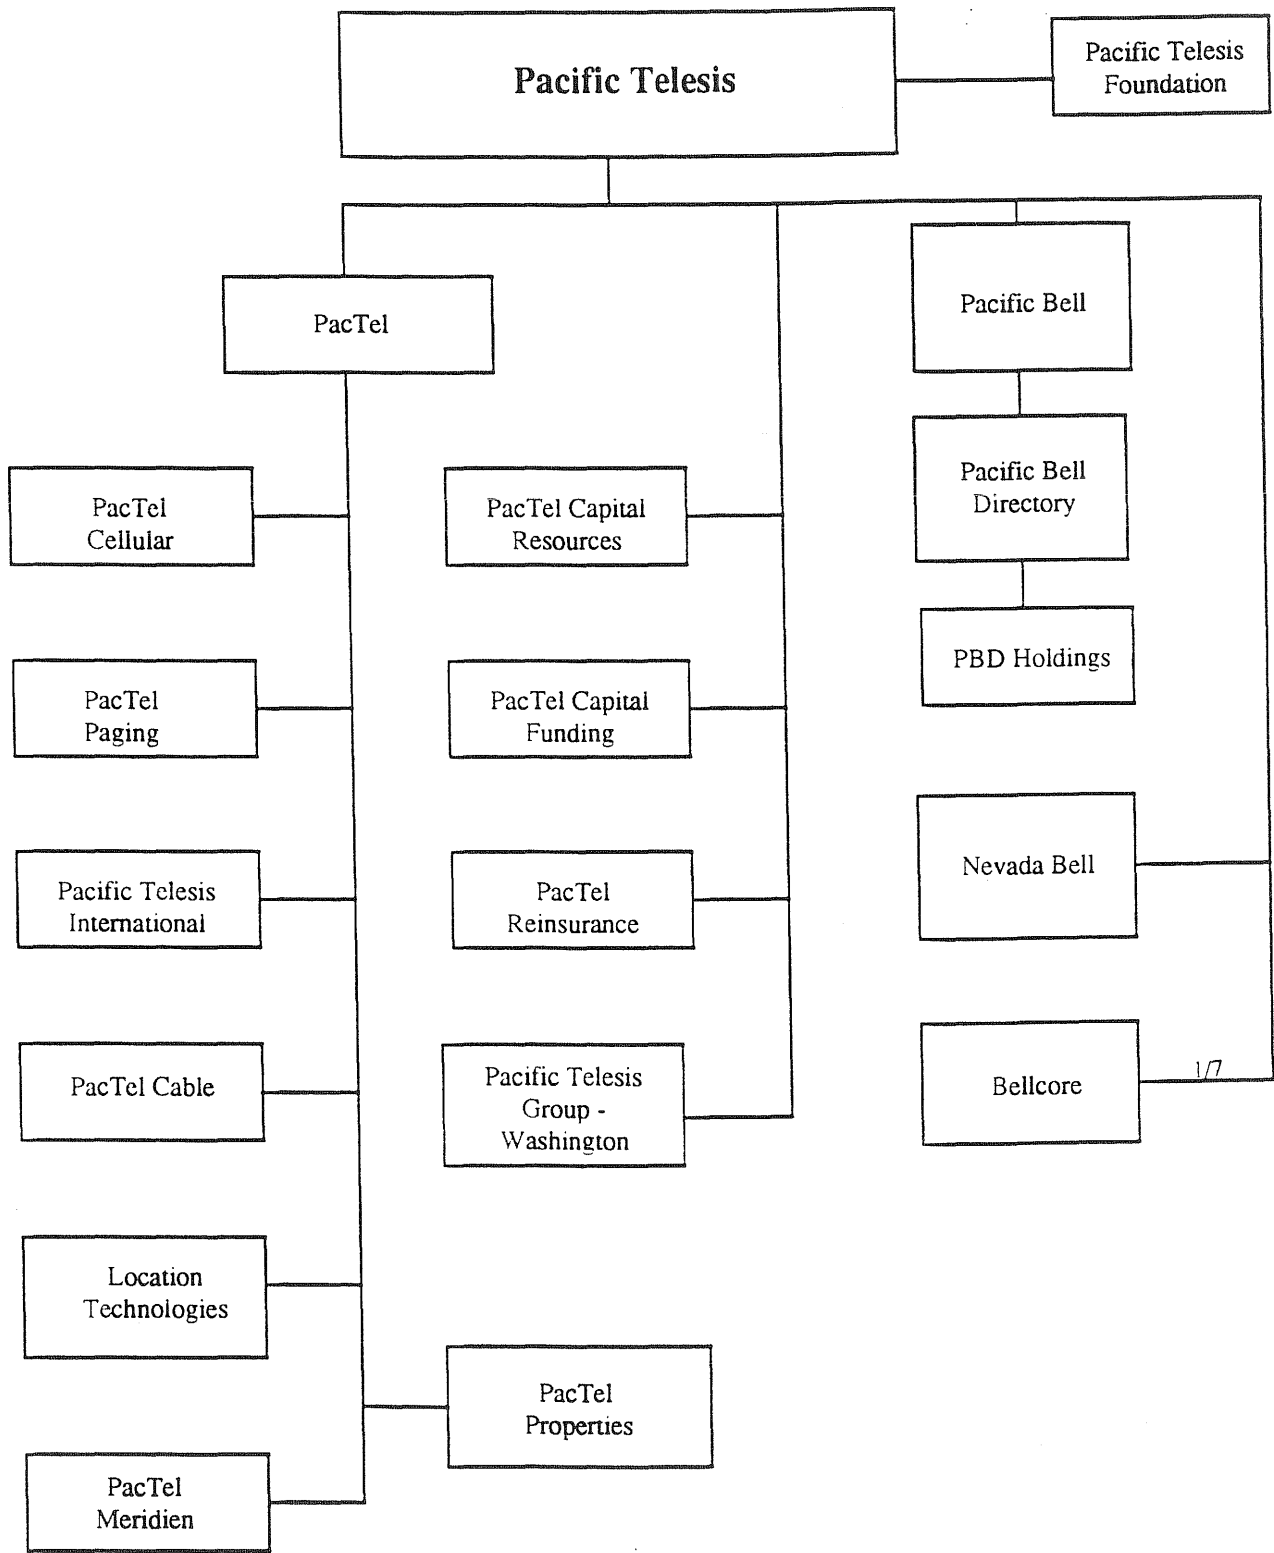 Pacific Telesis
Pacific Telesis
Foundation
PacTel
Pacific Bell
Pacific Bell
Directory
PBD Holdings
PacTel
Cellular
PacTel Capital
Resources
PacTel
Paging
PacTel Capital
Funding
Pacific Telesis
International
PacTel
Reinsurance
Nevada Bell
PacTel Cable
Pacific Telesis
Group -
Washington
Bellcore
1/7
Location
Technologies
PacTel
Properties
PacTel
Meridien